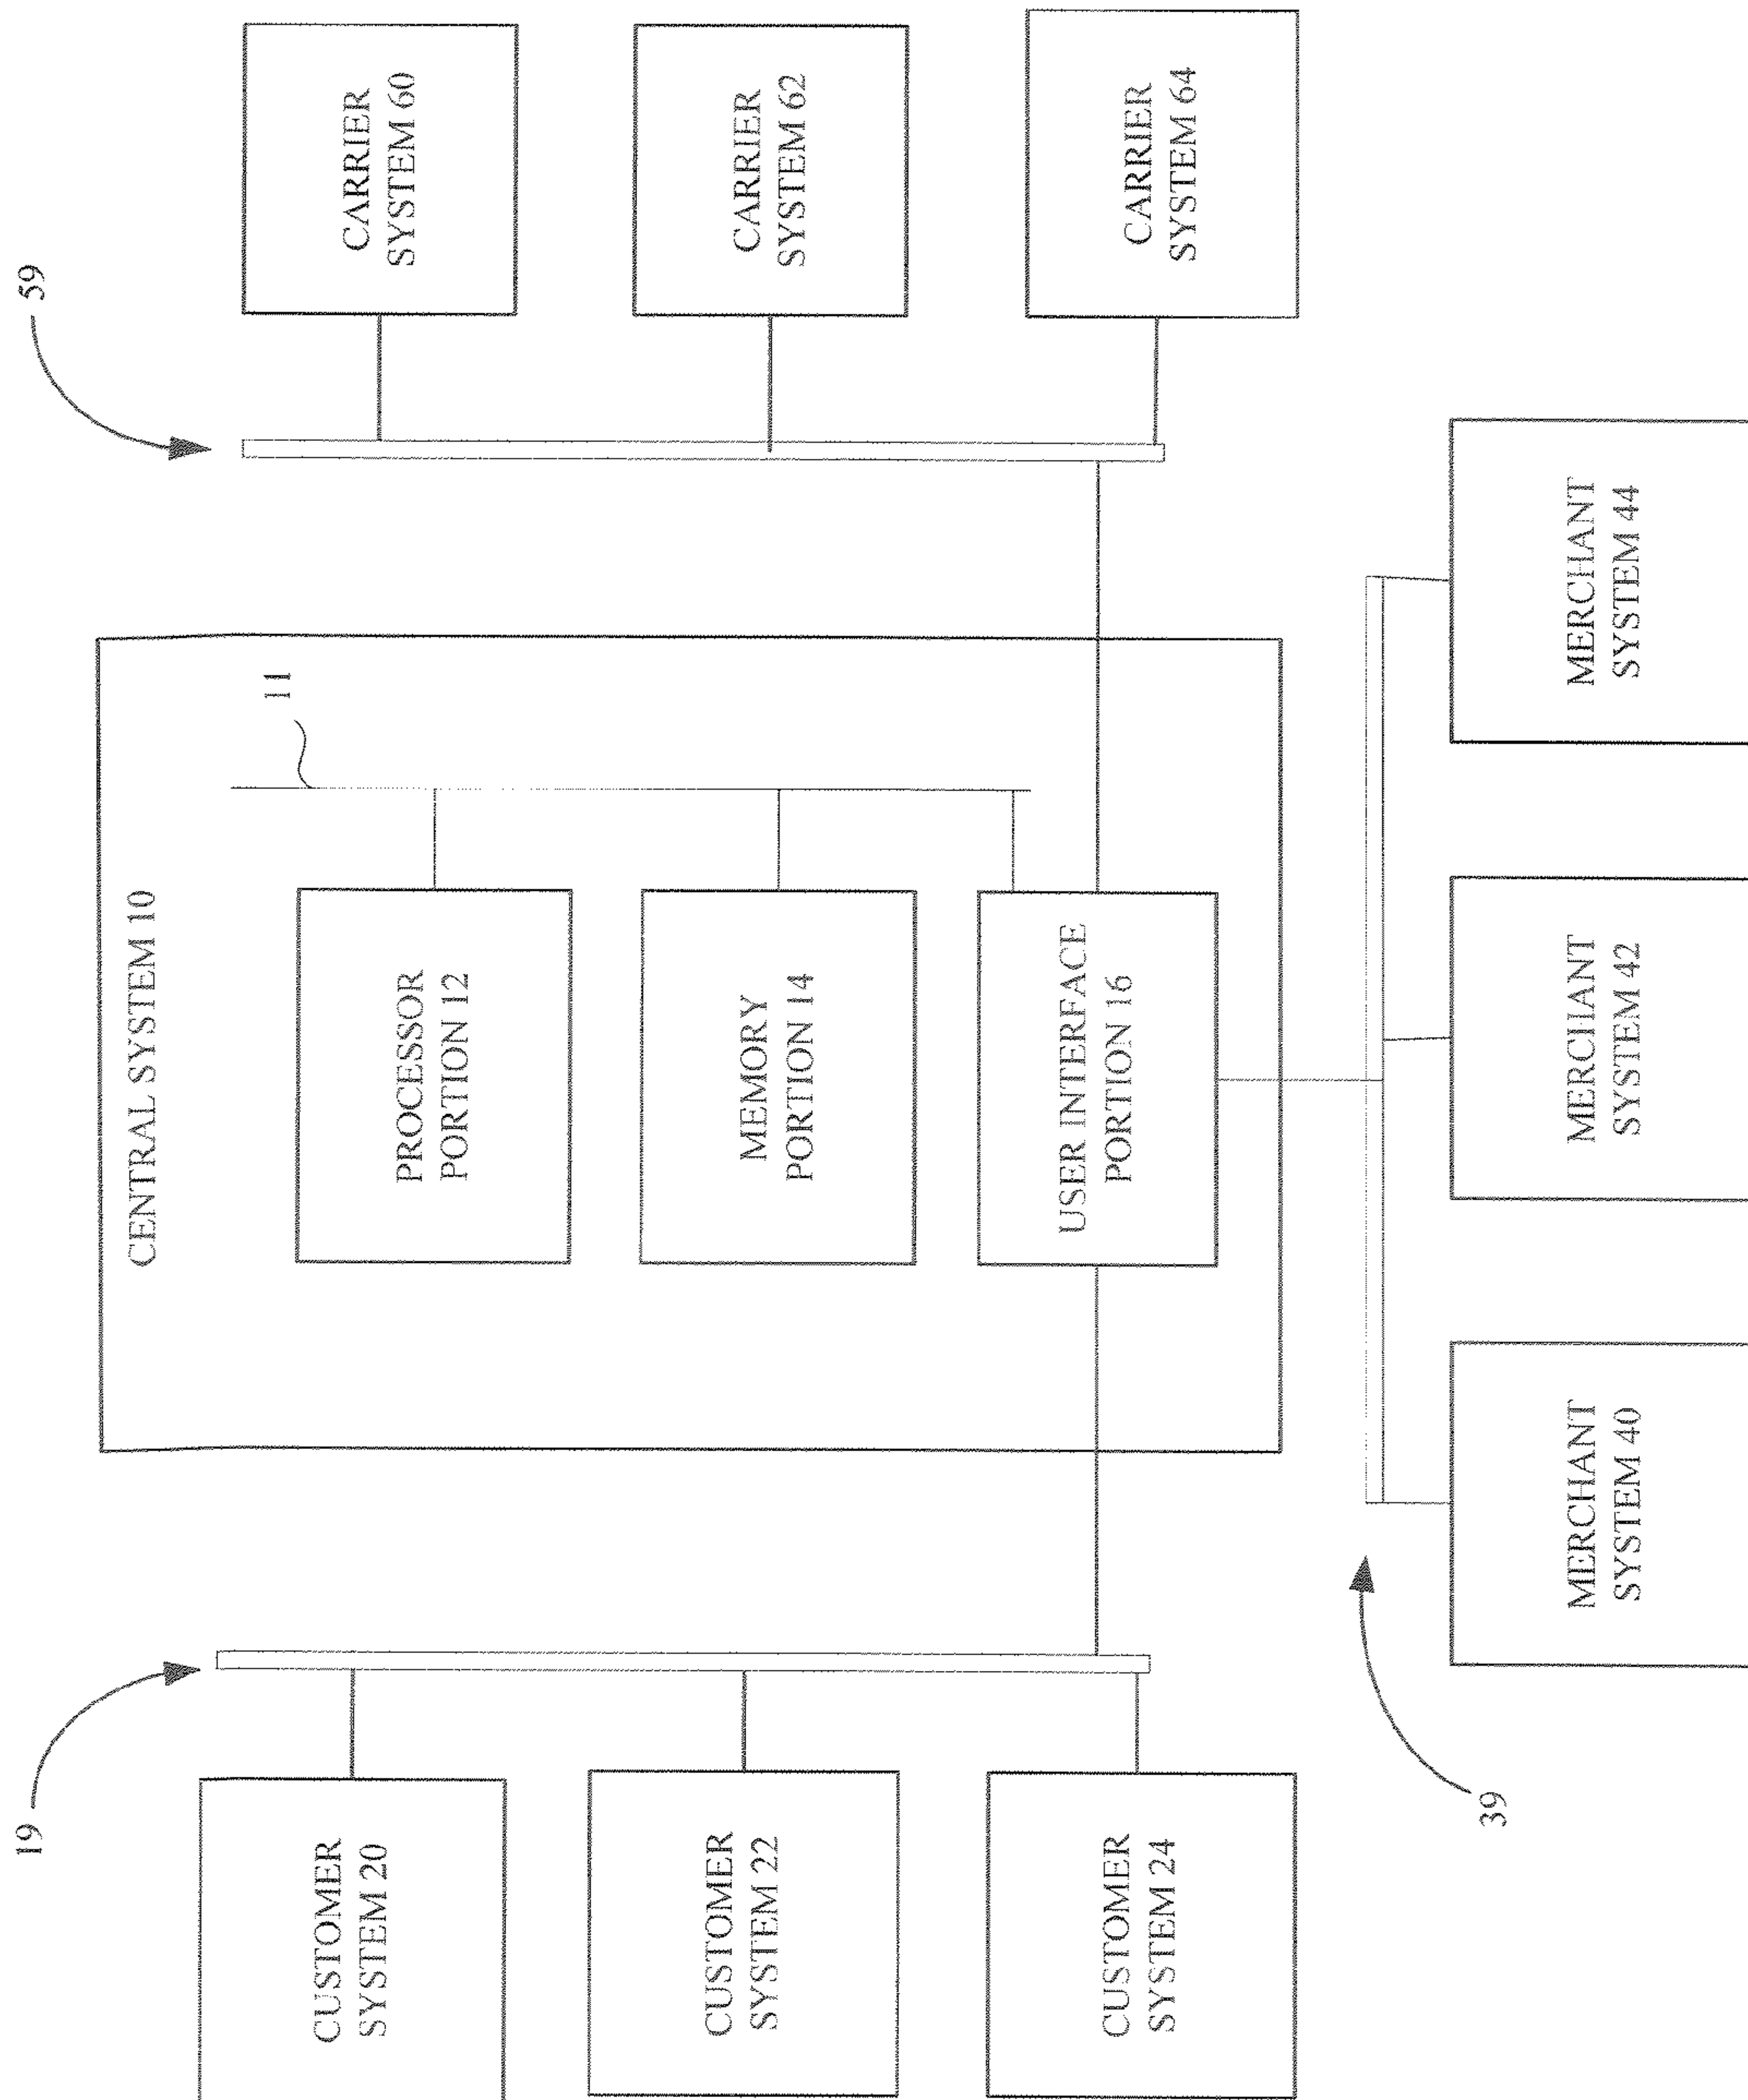 CENTRAL SYSTEM 10
11
PROCESSOR
PORTION 12
MEMORY
PORTION 14
USER INTERFACE
PORTION 16
19
CUSTOMER
SYSTEM 20
CUSTOMER
SYSTEM 22
CUSTOMER
SYSTEM 24
59
CARRIER
SYSTEM 60
CARRIER
SYSTEM 62
CARRIER
SYSTEM 64
39
MERCHANT
SYSTEM 40
MERCHANT
SYSTEM 42
MERCHANT
SYSTEM 44